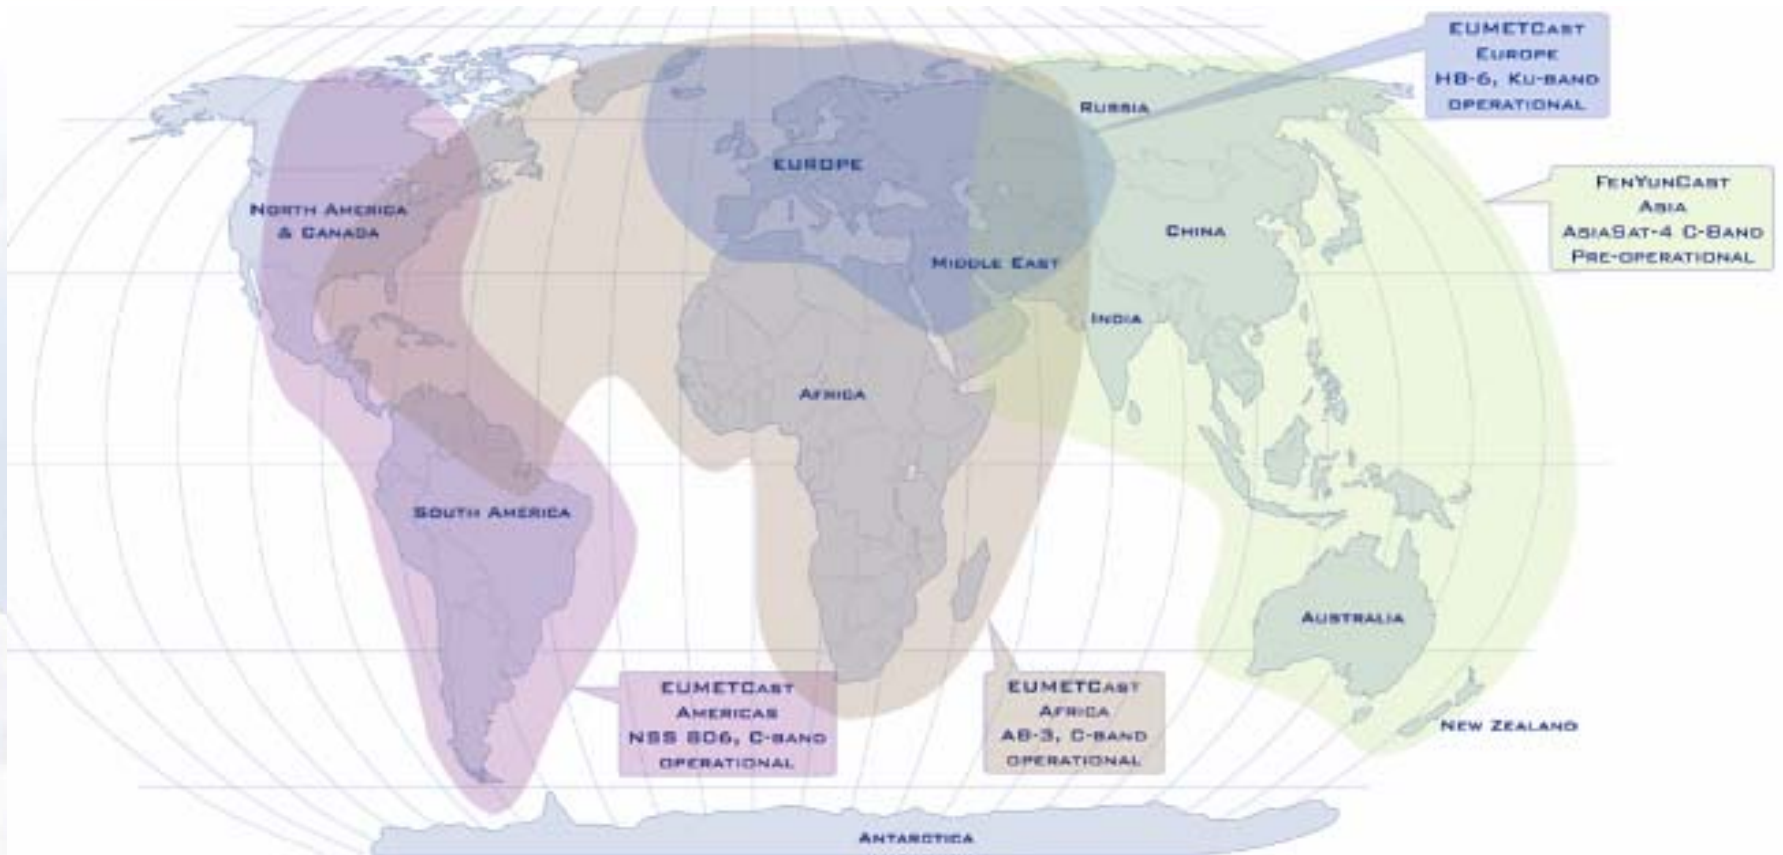 EUMETCast
Europe
HB-6, Ku-band
operational
Russia
Europe
FenYunCast
Asia
AsiaSat-4 C-Band
Pre-operational
North America
& Canada
China
Middle East
India
Africa
South America
Australia
EUMETCast
Americas
NSS 806, C-band
operational
EUMETCast
Africa
AB-3, C-band
operational
New Zealand
Antarctica